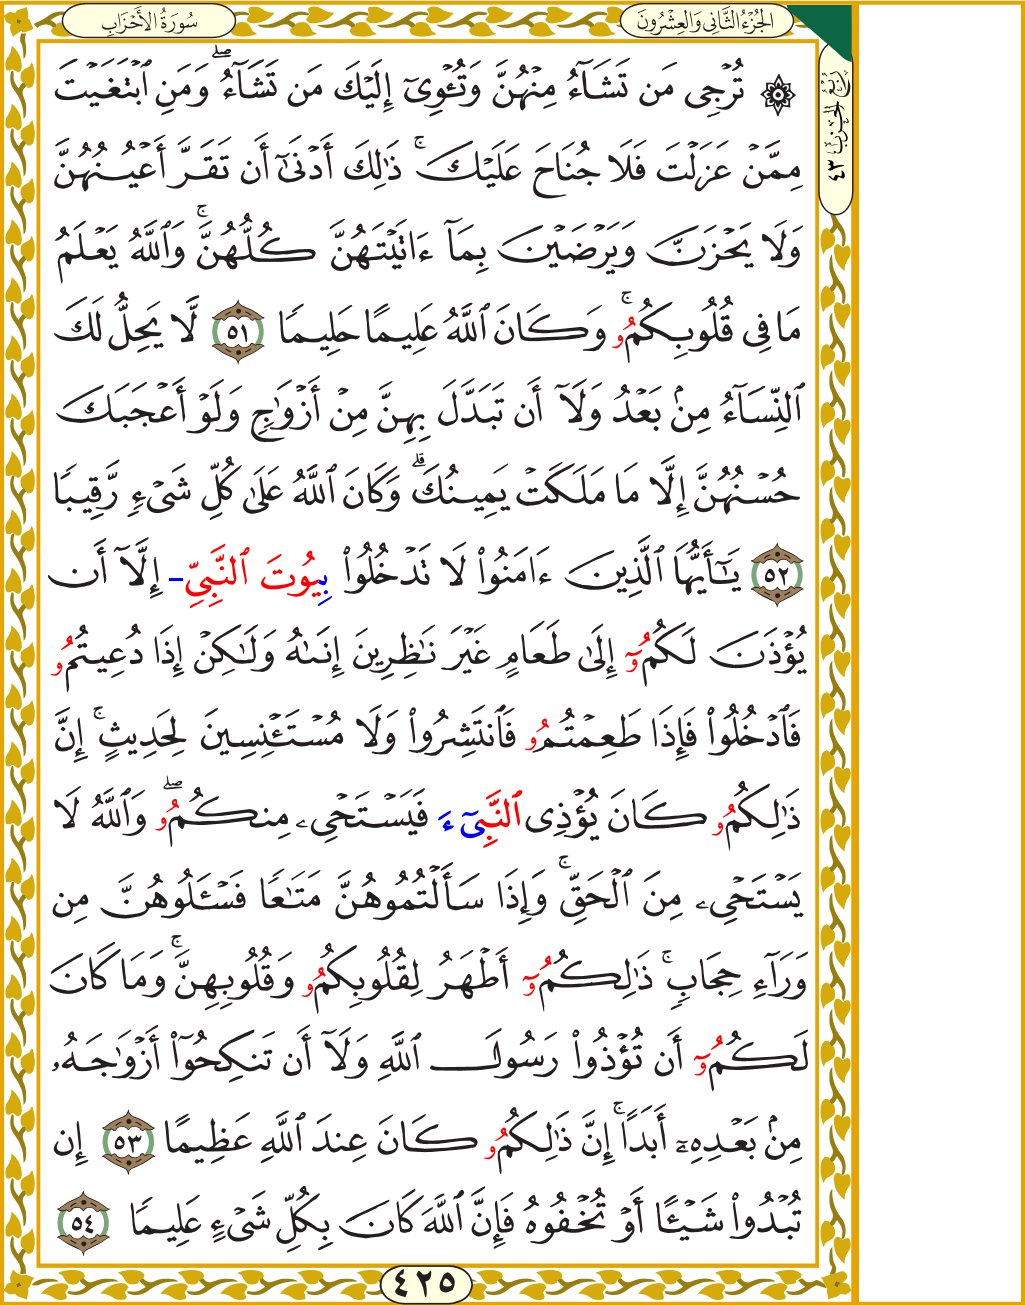 سُورَةُ الأَحْزَابِ
الجُزْءُ الثَّانِي وَالعِشْرُونَ
رُبْعُ الحِزْبِ ٤٣
۞ تُرْجِى مَن تَشَآءُ مِنْهُنَّ وَتُـْٔوِىٓ إِلَيْكَ مَن تَشَآءُ ۖ وَمَنِ ٱبْتَغَيْتَ
مِمَّنْ عَزَلْتَ فَلَا جُنَاحَ عَلَيْكَ ۚ ذَٰلِكَ أَدْنَىٰٓ أَن تَقَرَّ أَعْيُنُهُنَّ
وَلَا يَحْزَنَّ وَيَرْضَيْنَ بِمَآ ءَاتَيْتَهُنَّ كُلُّهُنَّ ۚ وَٱللَّهُ يَعْلَمُ
مَا فِى قُلُوبِكُمُۥ ۚ وَكَانَ ٱللَّهُ عَلِيمًا حَلِيمًا ٥١ لَّا يَحِلُّ لَكَ
ٱلنِّسَآءُ مِنۢ بَعْدُ وَلَآ أَن تَبَدَّلَ بِهِنَّ مِنْ أَزْوَٰجٍ وَلَوْ أَعْجَبَكَ
حُسْنُهُنَّ إِلَّا مَا مَلَكَتْ يَمِينُكَ ۗ وَكَانَ ٱللَّهُ عَلَىٰ كُلِّ شَىْءٍ رَّقِيبًا
٥٢ يَـٰٓأَيُّهَا ٱلَّذِينَ ءَامَنُوا۟ لَا تَدْخُلُوا۟ بِيُوتَ ٱلنَّبِىِّ إِلَّآ أَن
يُؤْذَنَ لَكُمُۥٓ إِلَىٰ طَعَامٍ غَيْرَ نَـٰظِرِينَ إِنَىٰهُ وَلَـٰكِنْ إِذَا دُعِيتُمُۥ
فَٱدْخُلُوا۟ فَإِذَا طَعِمْتُمُۥ فَٱنتَشِرُوا۟ وَلَا مُسْتَـْٔنِسِينَ لِحَدِيثٍ ۚ إِنَّ
ذَٰلِكُمُۥ كَانَ يُؤْذِى ٱلنَّبِىٓءَ فَيَسْتَحْىِۦ مِنكُمُۥ ۖ وَٱللَّهُ لَا
يَسْتَحْىِۦ مِنَ ٱلْحَقِّ ۚ وَإِذَا سَأَلْتُمُوهُنَّ مَتَـٰعًا فَسْـَٔلُوهُنَّ مِن
وَرَآءِ حِجَابٍ ۚ ذَٰلِكُمُۥٓ أَطْهَرُ لِقُلُوبِكُمُۥ وَقُلُوبِهِنَّ ۚ وَمَا كَانَ
لَكُمُۥٓ أَن تُؤْذُوا۟ رَسُولَ ٱللَّهِ وَلَآ أَن تَنكِحُوٓا۟ أَزْوَٰجَهُۥ
مِنۢ بَعْدِهِۦٓ أَبَدًا ۚ إِنَّ ذَٰلِكُمُۥ كَانَ عِندَ ٱللَّهِ عَظِيمًا ٥٣ إِن
تُبْدُوا۟ شَيْـًٔا أَوْ تُخْفُوهُ فَإِنَّ ٱللَّهَ كَانَ بِكُلِّ شَىْءٍ عَلِيمًا ٥٤
٤٢٥